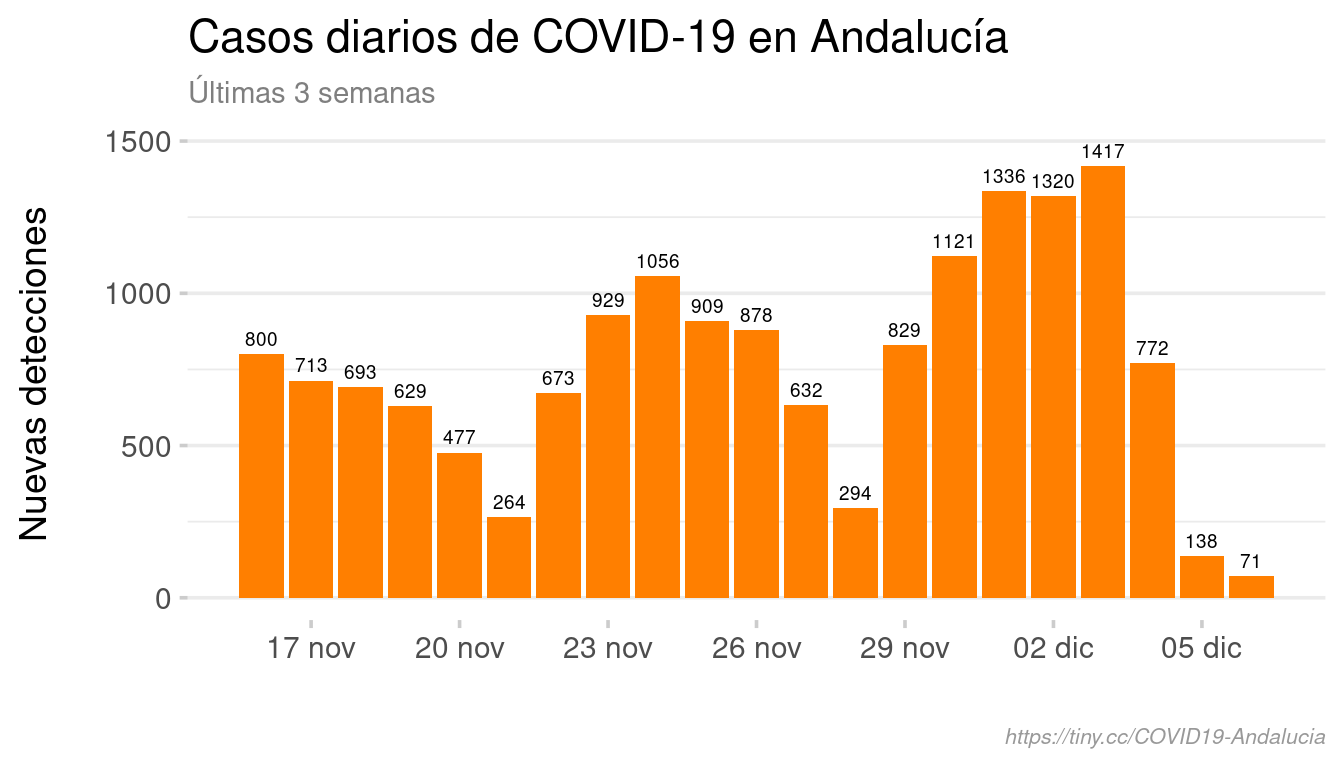 Casos diarios de COVID-19 en Andalucía
Últimas 3 semanas
Nuevas detecciones
1500
1000
500
0
800
713
693
629
477
264
673
929
1056
909
878
632
294
829
1121
1336
1320
1417
772
138
71
17 nov
20 nov
23 nov
26 nov
29 nov
02 dic
05 dic
https://tiny.cc/COVID19-Andalucia